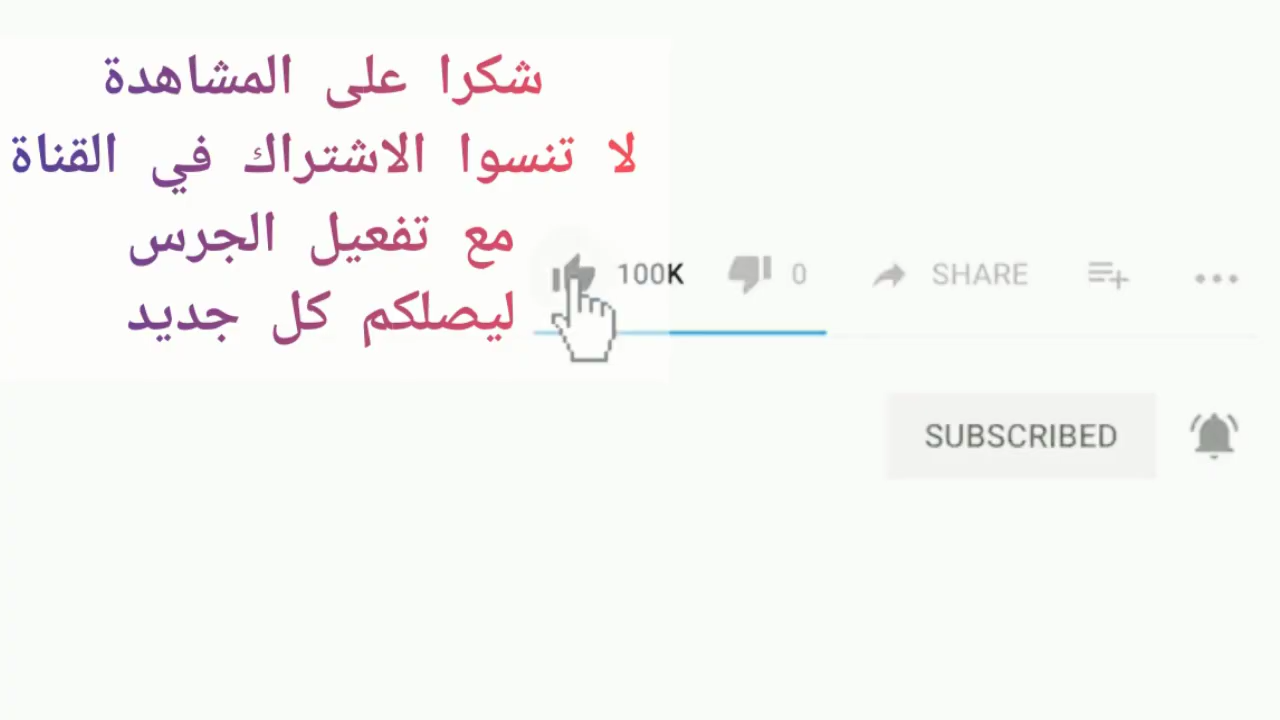 شكرا على المشاهدة
لا تنسوا الاشتراك في القناة
مع تفعيل الجرس
ليصلكم كل جديد
100K 0 SHARE
SUBSCRIBED